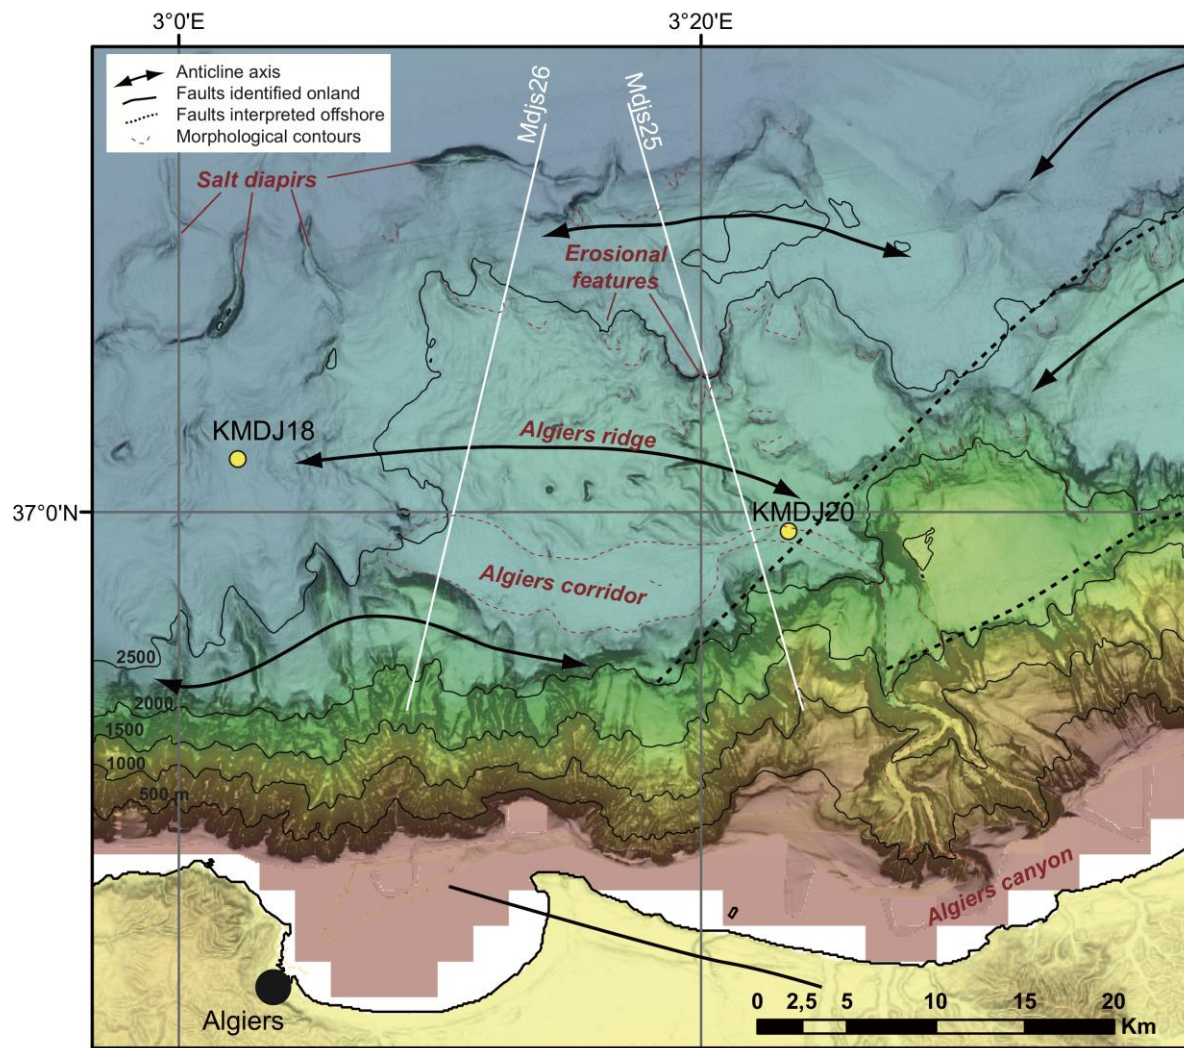 3°0'E
3°20'E
Anticline axis
Faults identified onland
Faults interpreted offshore
Morphological contours
Mdjs26
Mdjs25
Salt diapirs
Erosional
features
KMDJ18
Algiers ridge
37°0'N
KMDJ20
Algiers corridor
2500
2000
1500
1000
500 m
Algiers canyon
Algiers
0
2,5
5
10
15
20
Km